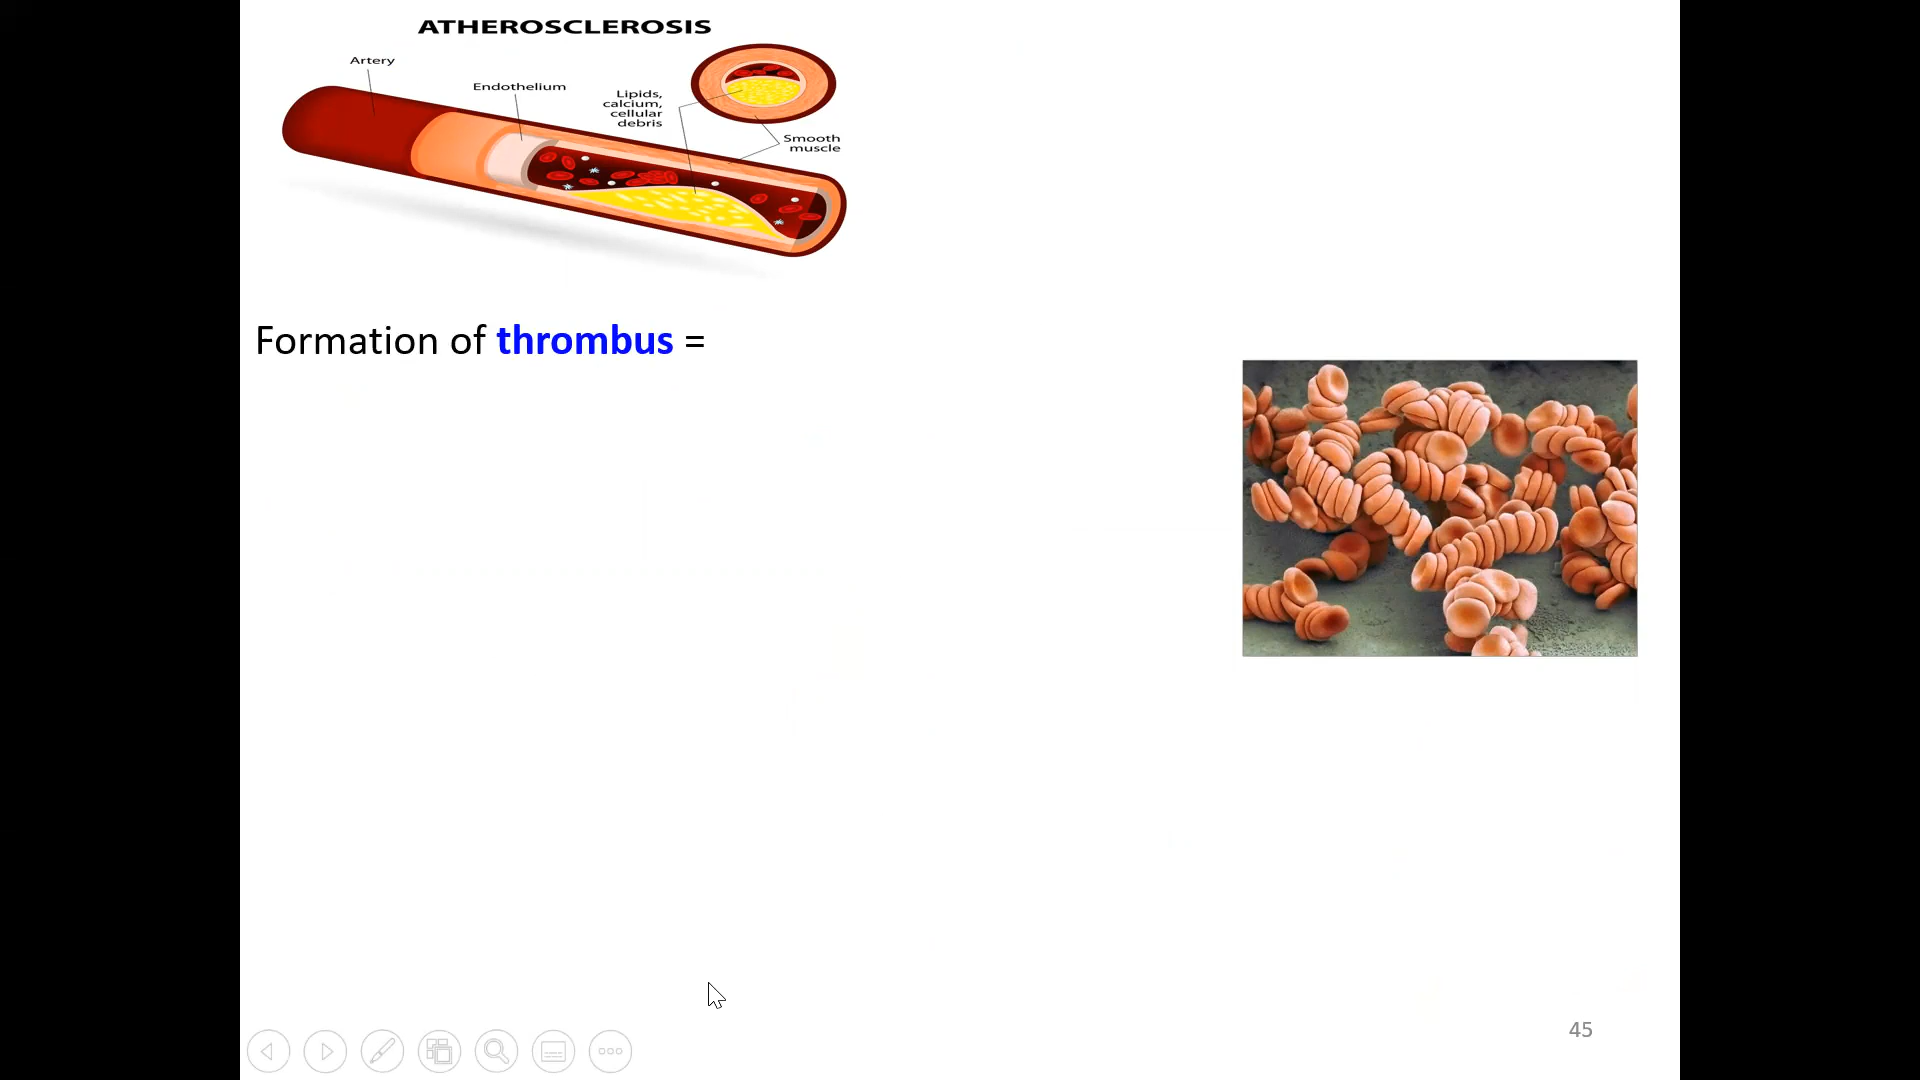 ATHEROSCLEROSIS
Artery
Endothelium
Lipids,
calcium,
cellular
debris
Smooth
muscle
Formation of thrombus =
45